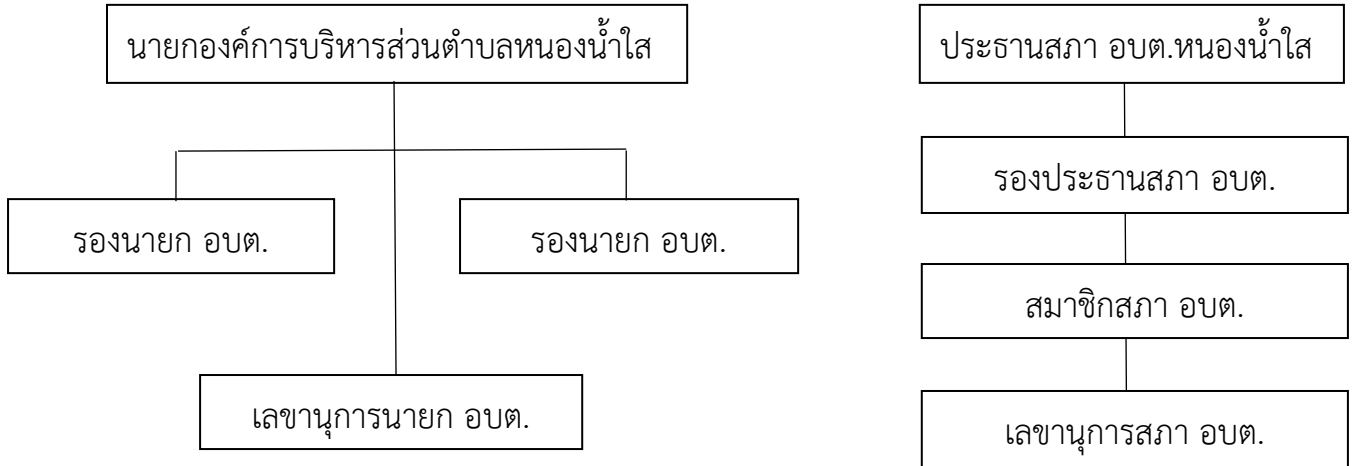 นายกองค์การบริหารส่วนตำบลหนองน้ำใส
รองนายก อบต.
รองนายก อบต.
เลขานุการนายก อบต.
ประธานสภา อบต.หนองน้ำใส
รองประธานสภา อบต.
สมาชิกสภา อบต.
เลขานุการสภา อบต.